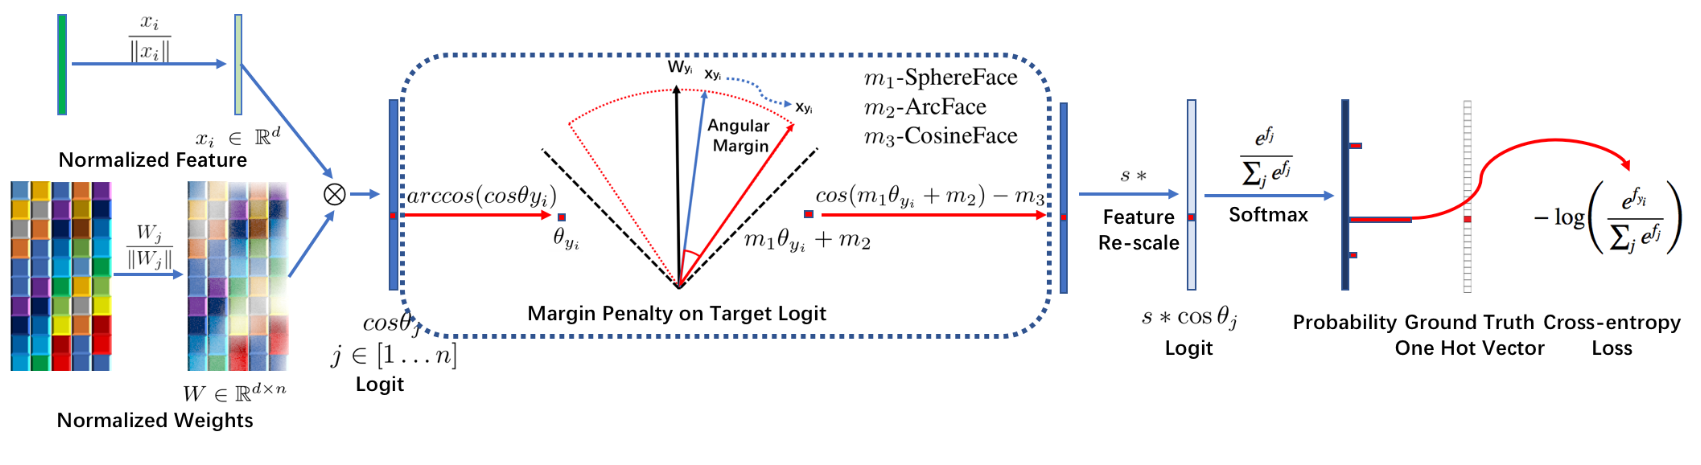 x_i / ‖x_i‖
x_i ∈ ℝ^d
Normalized Feature
W_j / ‖W_j‖
W ∈ ℝ^{d×n}
Normalized Weights
⊗
cosθ_j
j ∈ [1 … n]
Logit
arccos(cosθy_i)
θ_{y_i}
W_{y_i}
x_{y_i}
x_{y_i}
Angular
Margin
m_1-SphereFace
m_2-ArcFace
m_3-CosineFace
m_1θ_{y_i} + m_2
cos(m_1θ_{y_i} + m_2) − m_3
Margin Penalty on Target Logit
s∗
Feature
Re-scale
s ∗ cos θ_j
Logit
e^{f_j} / ∑_j e^{f_j}
Softmax
Probability
Ground Truth
One Hot Vector
− log( e^{f_{y_i}} / ∑_j e^{f_j} )
Cross-entropy
Loss